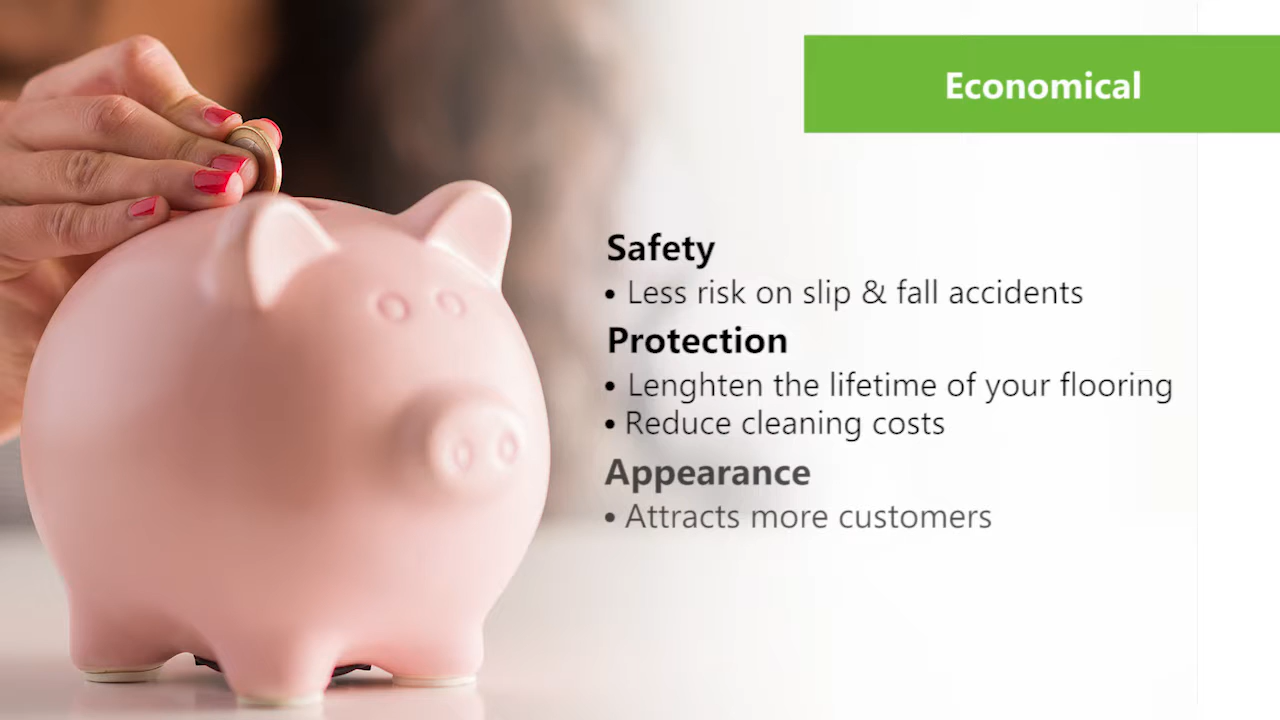 Economical
Safety
• Less risk on slip & fall accidents
Protection
• Lenghten the lifetime of your flooring
• Reduce cleaning costs
Appearance
• Attracts more customers